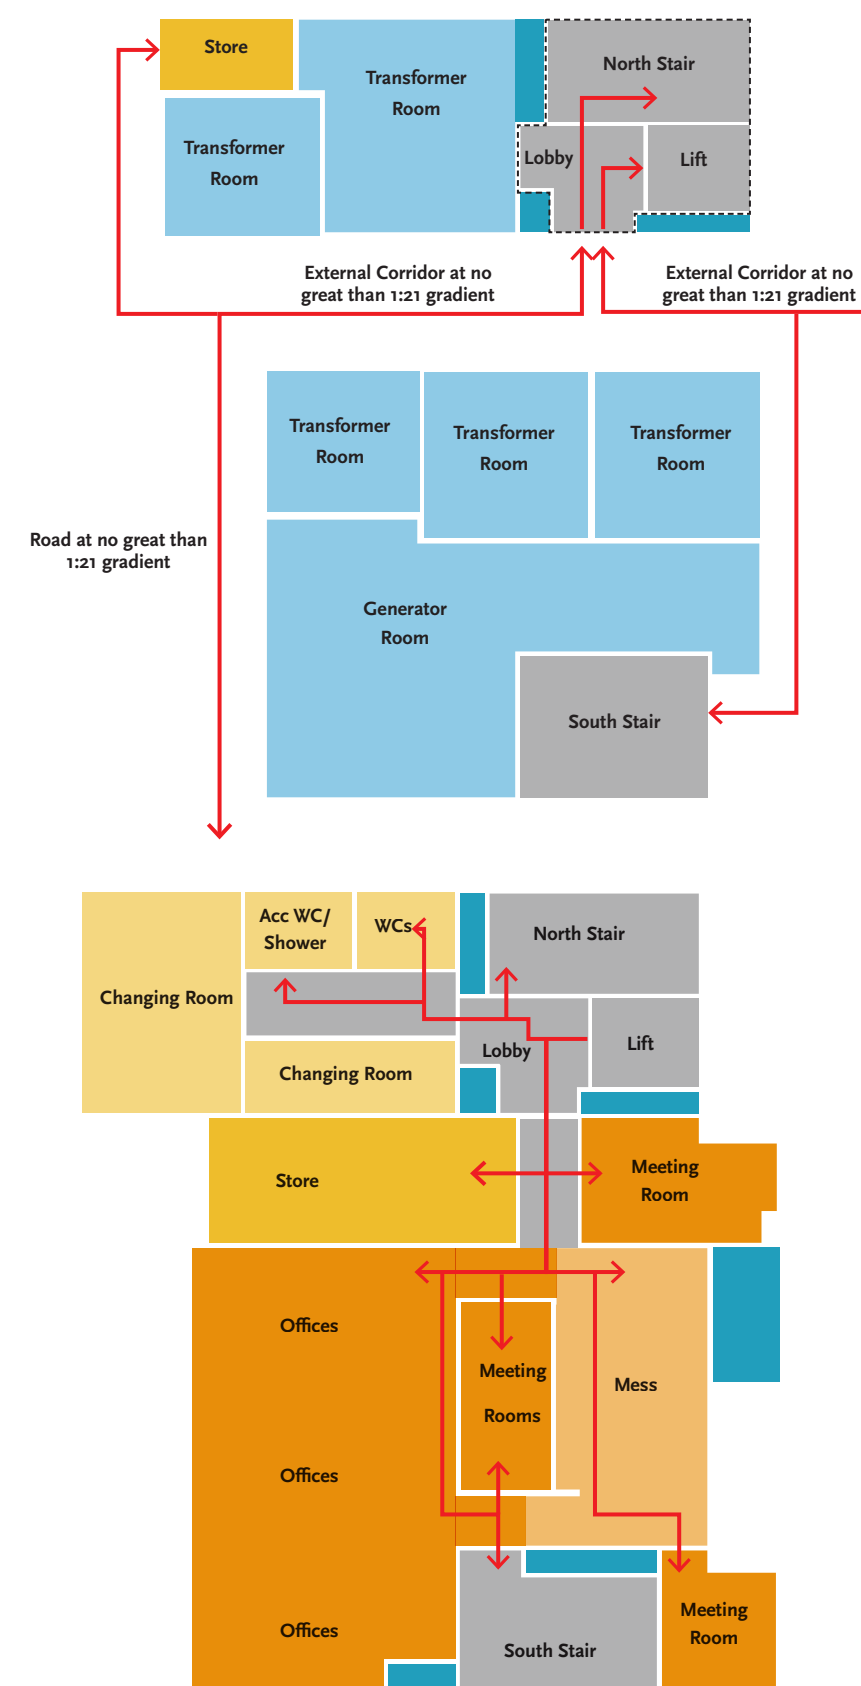 Store
Transformer
Room
North Stair
Transformer
Room
Lobby
Lift
External Corridor at no
great than 1:21 gradient
External Corridor at no
great than 1:21 gradient
Transformer
Room
Transformer
Room
Transformer
Room
Road at no great than
1:21 gradient
Generator
Room
South Stair
Acc WC/
Shower
WCs
North Stair
Changing Room
Lobby
Lift
Changing Room
Store
Meeting
Room
Offices
Meeting
Rooms
Mess
Offices
Offices
South Stair
Meeting
Room